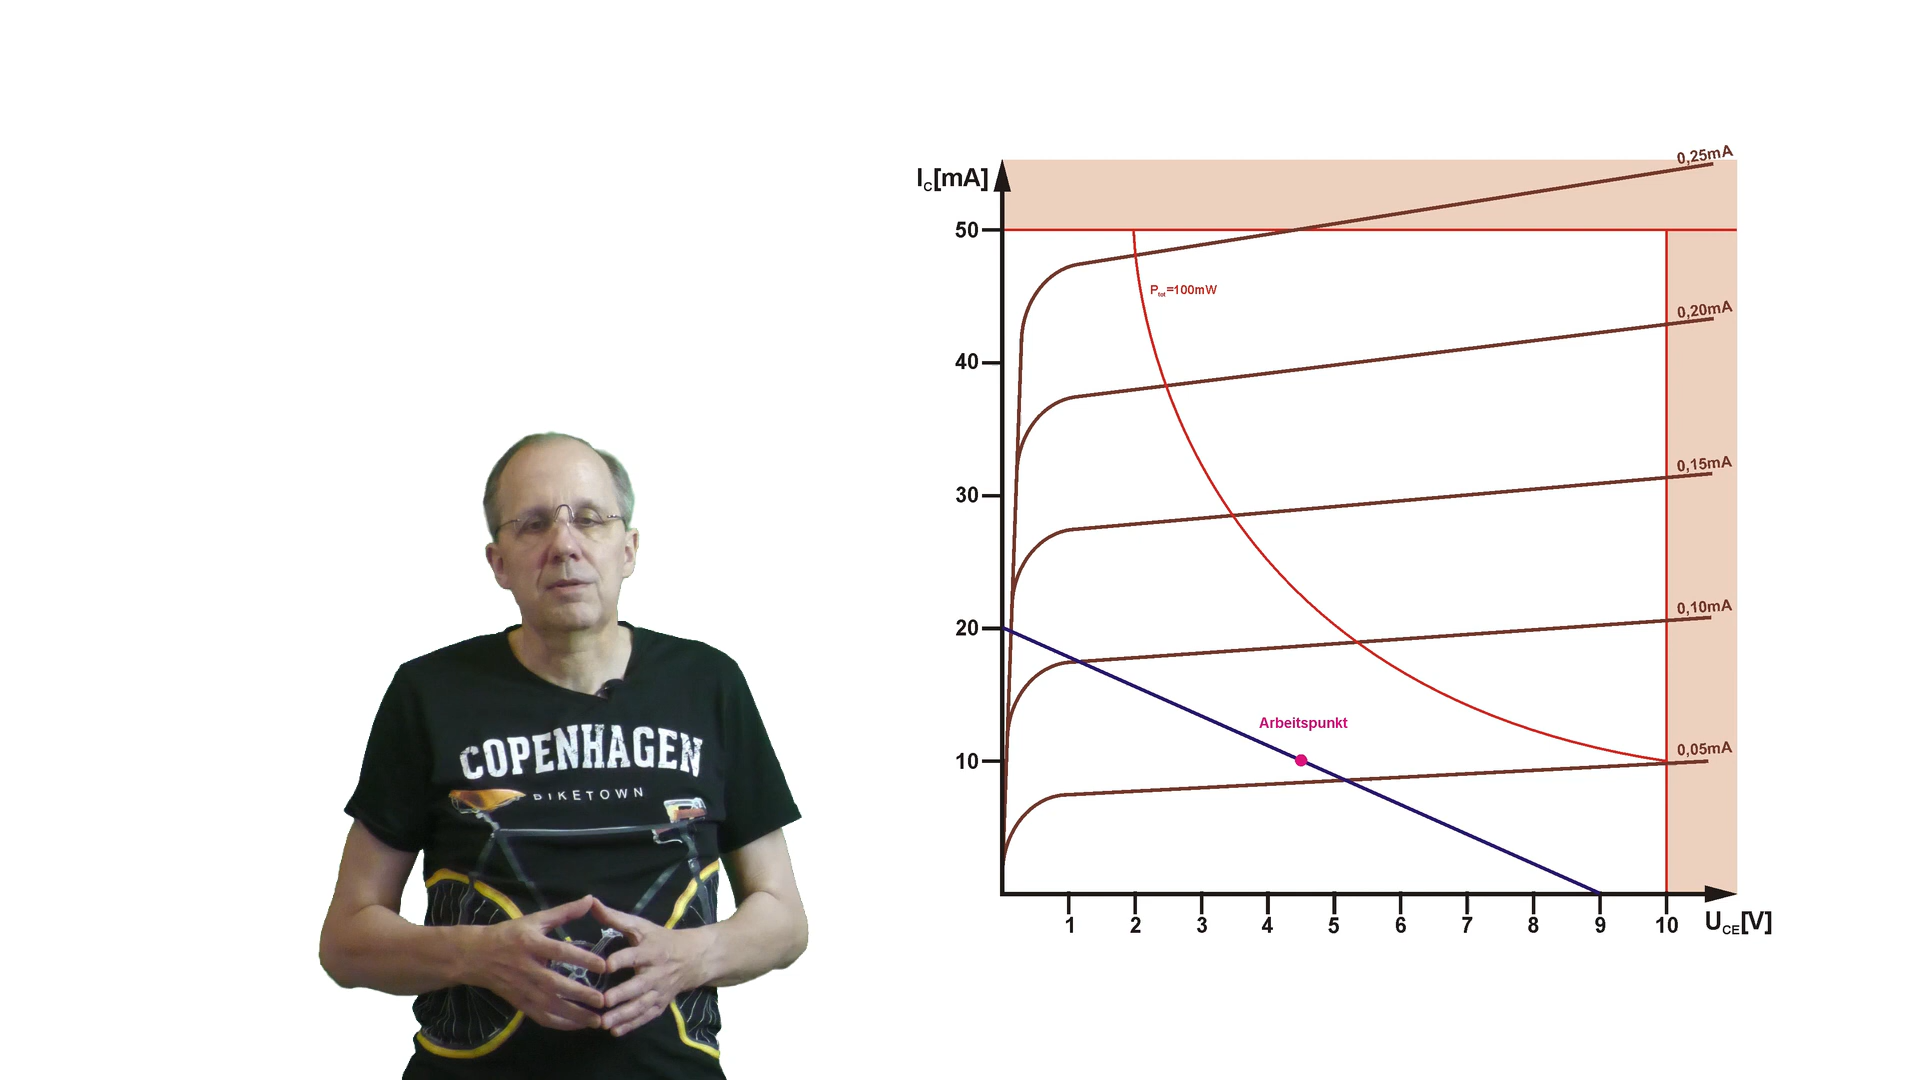 COPENHAGEN
BIKETOWN
I_C[mA]
50
40
30
20
10
0,25mA
P_tot=100mW
0,20mA
0,15mA
0,10mA
Arbeitspunkt
0,05mA
1 2 3 4 5 6 7 8 9 10
U_CE[V]